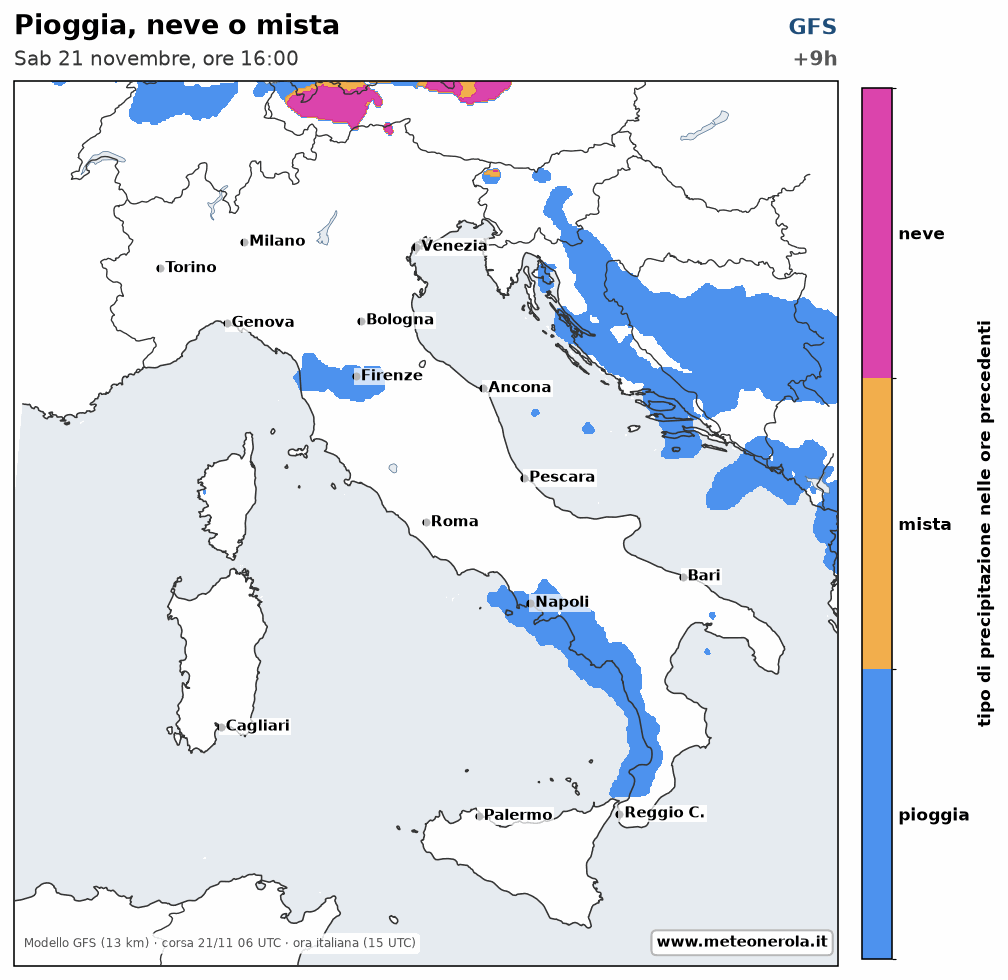 Pioggia, neve o mista
GFS
Sab 21 novembre, ore 16:00
+9h
neve
mista
pioggia
tipo di precipitazione nelle ore precedenti
Milano
Venezia
Torino
Genova
Bologna
Firenze
Ancona
Pescara
Roma
Bari
Napoli
Cagliari
Palermo
Reggio C.
Modello GFS (13 km) · corsa 21/11 06 UTC · ora italiana (15 UTC)
www.meteonerola.it